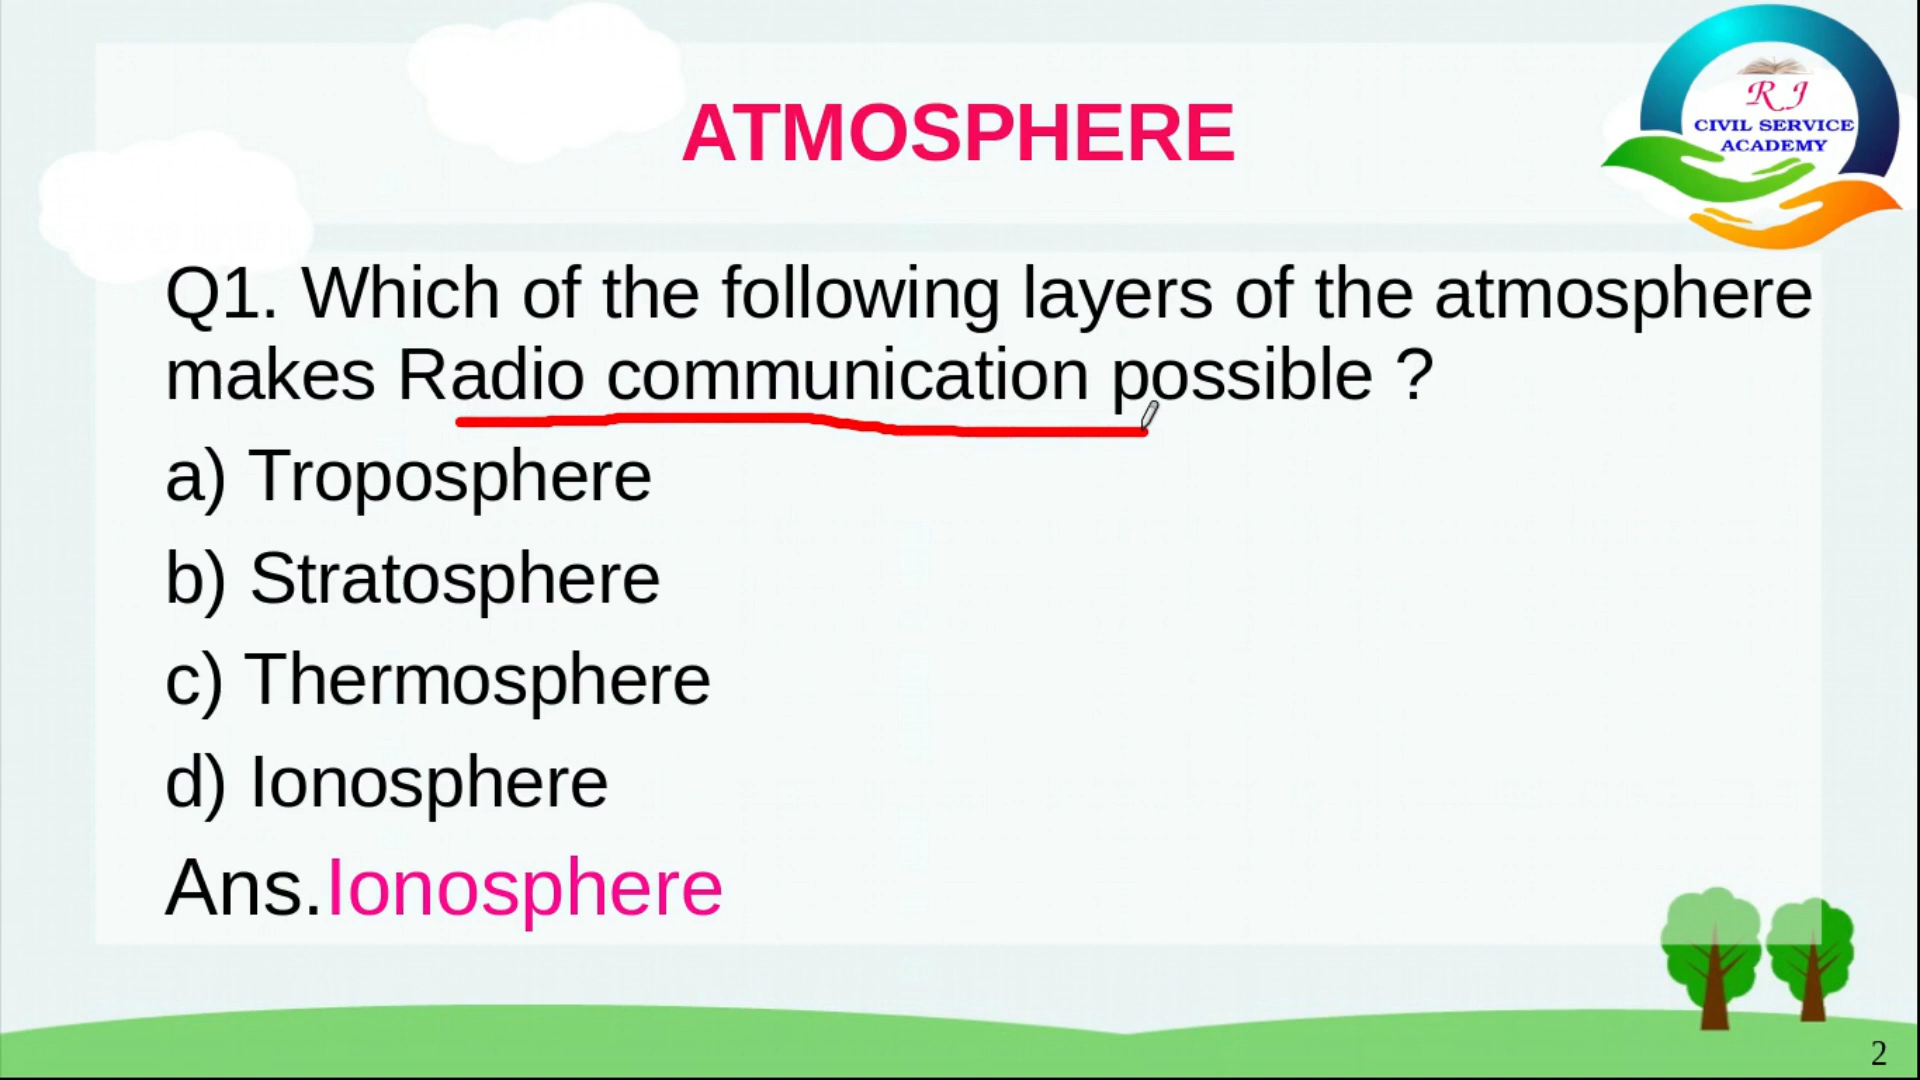 ATMOSPHERE
R J
CIVIL SERVICE
ACADEMY
Q1. Which of the following layers of the atmosphere
makes Radio communication possible ?
a) Troposphere
b) Stratosphere
c) Thermosphere
d) Ionosphere
Ans.Ionosphere
2